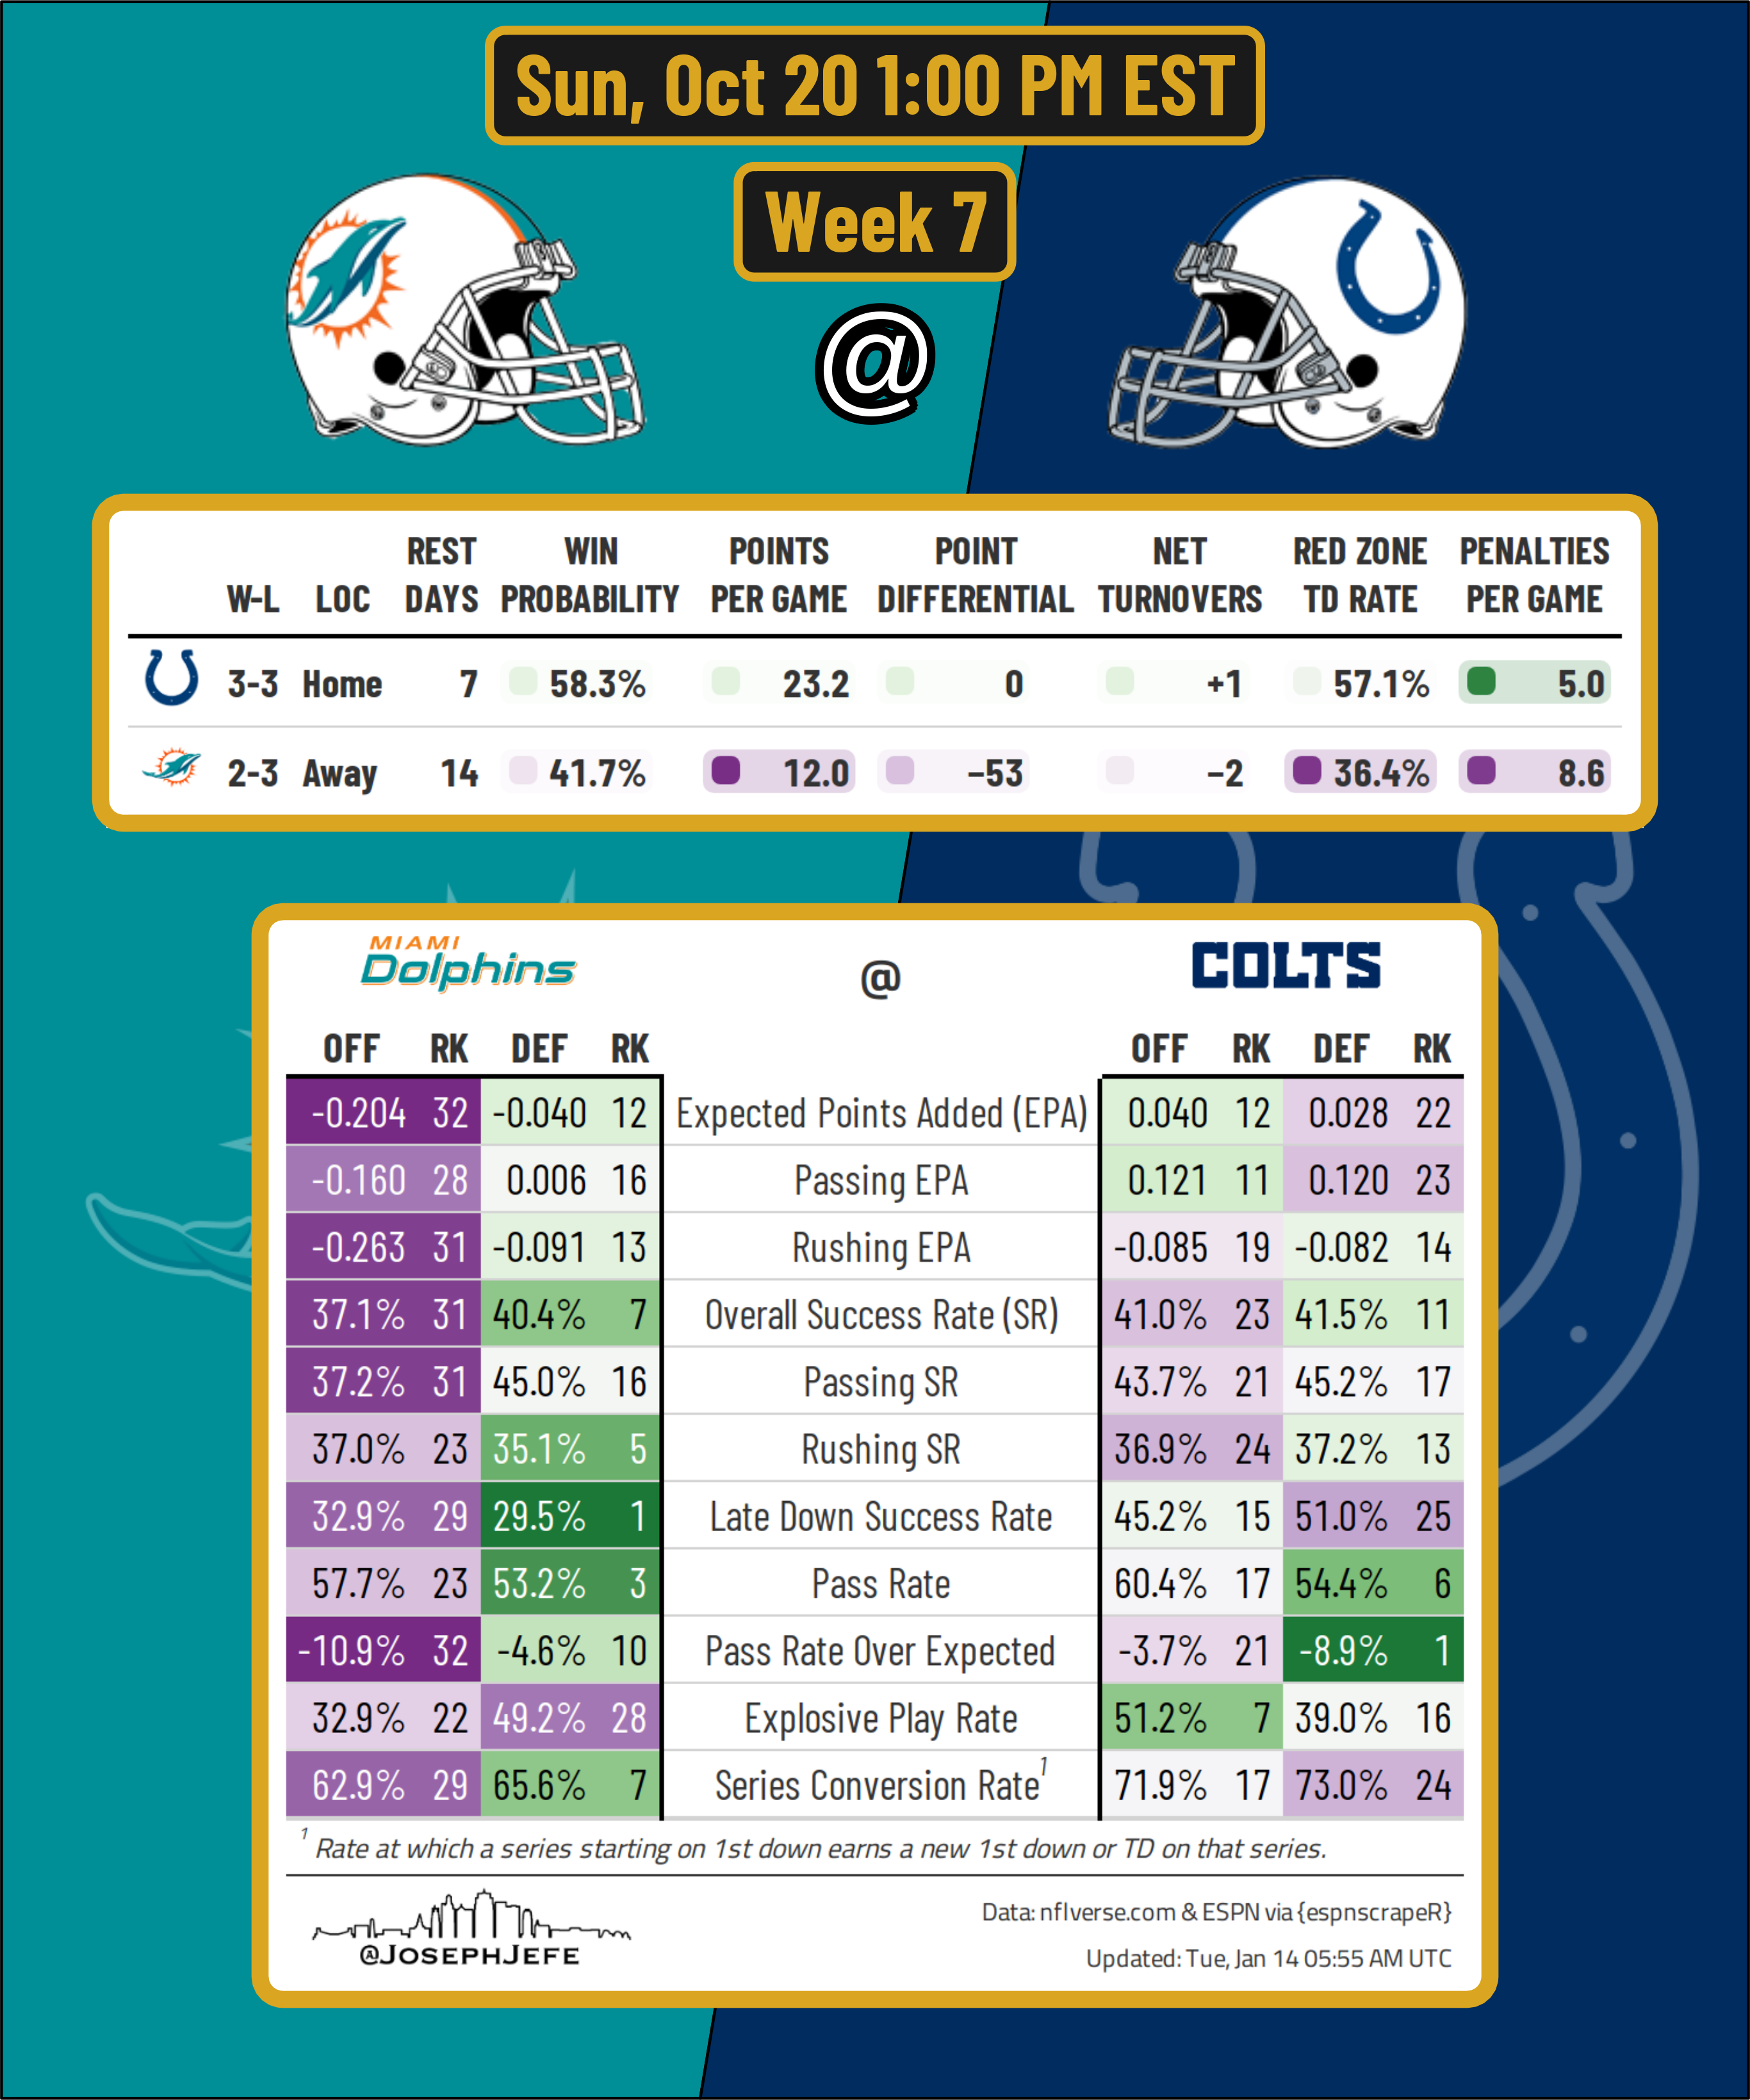 Sun, Oct 20 1:00 PM EST
Week 7
@
REST WIN POINTS POINT NET RED ZONE PENALTIES
W-L LOC DAYS PROBABILITY PER GAME DIFFERENTIAL TURNOVERS TD RATE PER GAME
3-3 Home 7 58.3% 23.2 0 +1 57.1% 5.0
2-3 Away 14 41.7% 12.0 −53 −2 36.4% 8.6
MIAMI
Dolphins @ COLTS
OFF RK DEF RK OFF RK DEF RK
-0.204 32 -0.040 12 Expected Points Added (EPA) 0.040 12 0.028 22
-0.160 28 0.006 16 Passing EPA 0.121 11 0.120 23
-0.263 31 -0.091 13 Rushing EPA -0.085 19 -0.082 14
37.1% 31 40.4% 7 Overall Success Rate (SR) 41.0% 23 41.5% 11
37.2% 31 45.0% 16 Passing SR 43.7% 21 45.2% 17
37.0% 23 35.1% 5 Rushing SR 36.9% 24 37.2% 13
32.9% 29 29.5% 1 Late Down Success Rate 45.2% 15 51.0% 25
57.7% 23 53.2% 3 Pass Rate 60.4% 17 54.4% 6
-10.9% 32 -4.6% 10 Pass Rate Over Expected -3.7% 21 -8.9% 1
32.9% 22 49.2% 28 Explosive Play Rate 51.2% 7 39.0% 16
62.9% 29 65.6% 7 Series Conversion Rate1 71.9% 17 73.0% 24
1 Rate at which a series starting on 1st down earns a new 1st down or TD on that series.
Data: nflverse.com & ESPN via {espnscrapeR}
@JOSEPHJEFE
Updated: Tue, Jan 14 05:55 AM UTC